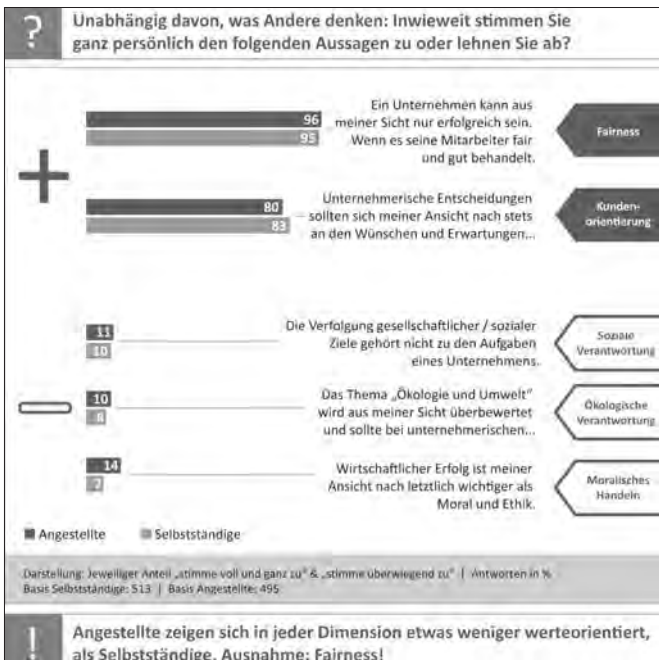 ?
Unabhängig davon, was Andere denken: Inwieweit stimmen Sie
ganz persönlich den folgenden Aussagen zu oder lehnen Sie ab?
96
95
Ein Unternehmen kann aus
meiner Sicht nur erfolgreich sein.
Wenn es seine Mitarbeiter fair
und gut behandelt.
Fairness
+
80
83
Unternehmerische Entscheidungen
sollten sich meiner Ansicht nach stets
an den Wünschen und Erwartungen...
Kunden-
orientierung
11
10
Die Verfolgung gesellschaftlicher / sozialer
Ziele gehört nicht zu den Aufgaben
eines Unternehmens.
Soziale
Verantwortung
10
8
Das Thema „Ökologie und Umwelt"
wird aus meiner Sicht überbewertet
und sollte bei unternehmerischen...
Ökologische
Verantwortung
14
7
Wirtschaftlicher Erfolg ist meiner
Ansicht nach letztlich wichtiger als
Moral und Ethik.
Moralisches
Handeln
Angestellte Selbstständige
Darstellung: Jeweiliger Anteil „stimme voll und ganz zu" & „stimme überwiegend zu" | Antworten in %
Basis Selbstständige: 513 | Basis Angestellte: 495
!
Angestellte zeigen sich in jeder Dimension etwas weniger werteorientiert,
als Selbstständige. Ausnahme: Fairness!